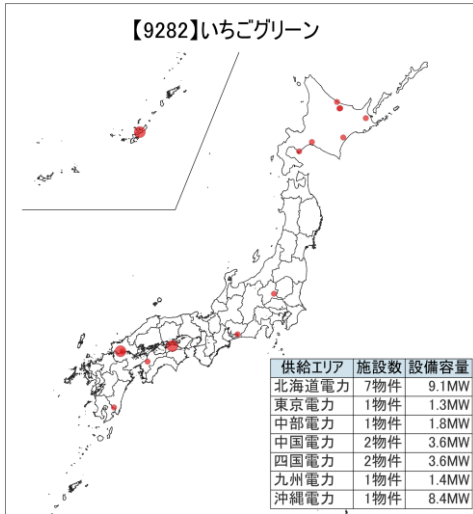 【9282】いちごグリーン
供給エリア 施設数 設備容量
北海道電力 7物件 9.1MW
東京電力 1物件 1.3MW
中部電力 1物件 1.8MW
中国電力 2物件 3.6MW
四国電力 2物件 3.6MW
九州電力 1物件 1.4MW
沖縄電力 1物件 8.4MW